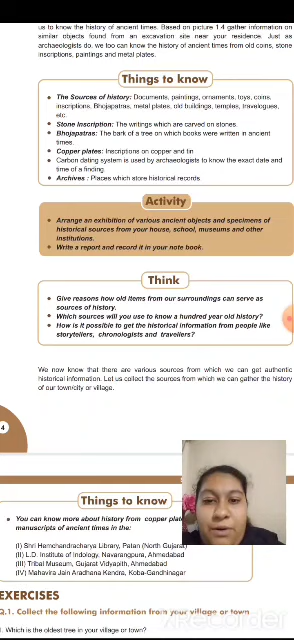 us to know the history of ancient times. Based on picture 1.4 gather information on
similar objects found from an excavation site near your residence. Just as
archaeologists do, we too can know the history of ancient times from old coins, stone
inscriptions, paintings and metal plates.
Things to know
• The Sources of history: Documents, paintings, ornaments, toys, coins,
inscriptions, Bhojapatras, metal plates, old buildings, temples, travelogues,
etc.
• Stone Inscription: The writings which are carved on stones.
• Bhojapatras: The bark of a tree on which books were written in ancient
times.
• Copper plates: Inscriptions on copper and tin
• Carbon dating system is used by archaeologists to know the exact date and
time of a finding.
• Archives : Places which store historical records
Activity
• Arrange an exhibition of various ancient objects and specimens of
historical sources from your house, school, museums and other
institutions.
• Write a report and record it in your note book.
Think
• Give reasons how old items from our surroundings can serve as
sources of history.
• Which sources will you use to know a hundred year old history?
• How is it possible to get the historical information from people like
storytellers, chronologists and travellers?
We now know that there are various sources from which we can get authentic
historical information. Let us collect the sources from which we can gather the history
of our town/city or village.
4
Things to know
• You can know more about history from copper plat
manuscripts of ancient times in the:
(I) Shri Hemchandracharya Library, Patan (North Gujarat)
(II) L.D. Institute of Indology, Navarangpura, Ahmedabad
(III) Tribal Museum, Gujarat Vidyapith, Ahmedabad
(IV) Mahavira Jain Aradhana Kendra, Koba-Gandhinagar
EXERCISES
Q.1. Collect the following information from your village or town
. Which is the oldest tree in your village or town?
XRECORDER